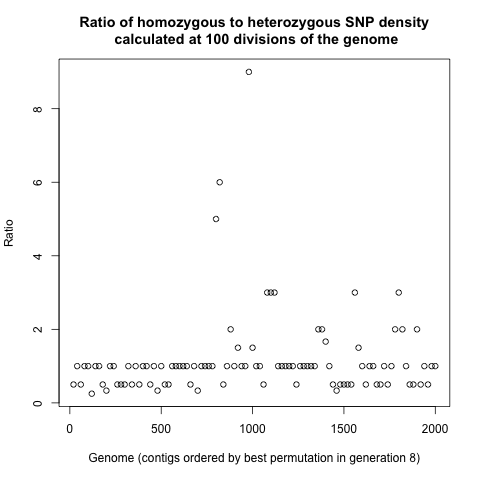 Ratio of homozygous to heterozygous SNP density
calculated at 100 divisions of the genome
Ratio
8
6
4
2
0
0 500 1000 1500 2000
Genome (contigs ordered by best permutation in generation 8)